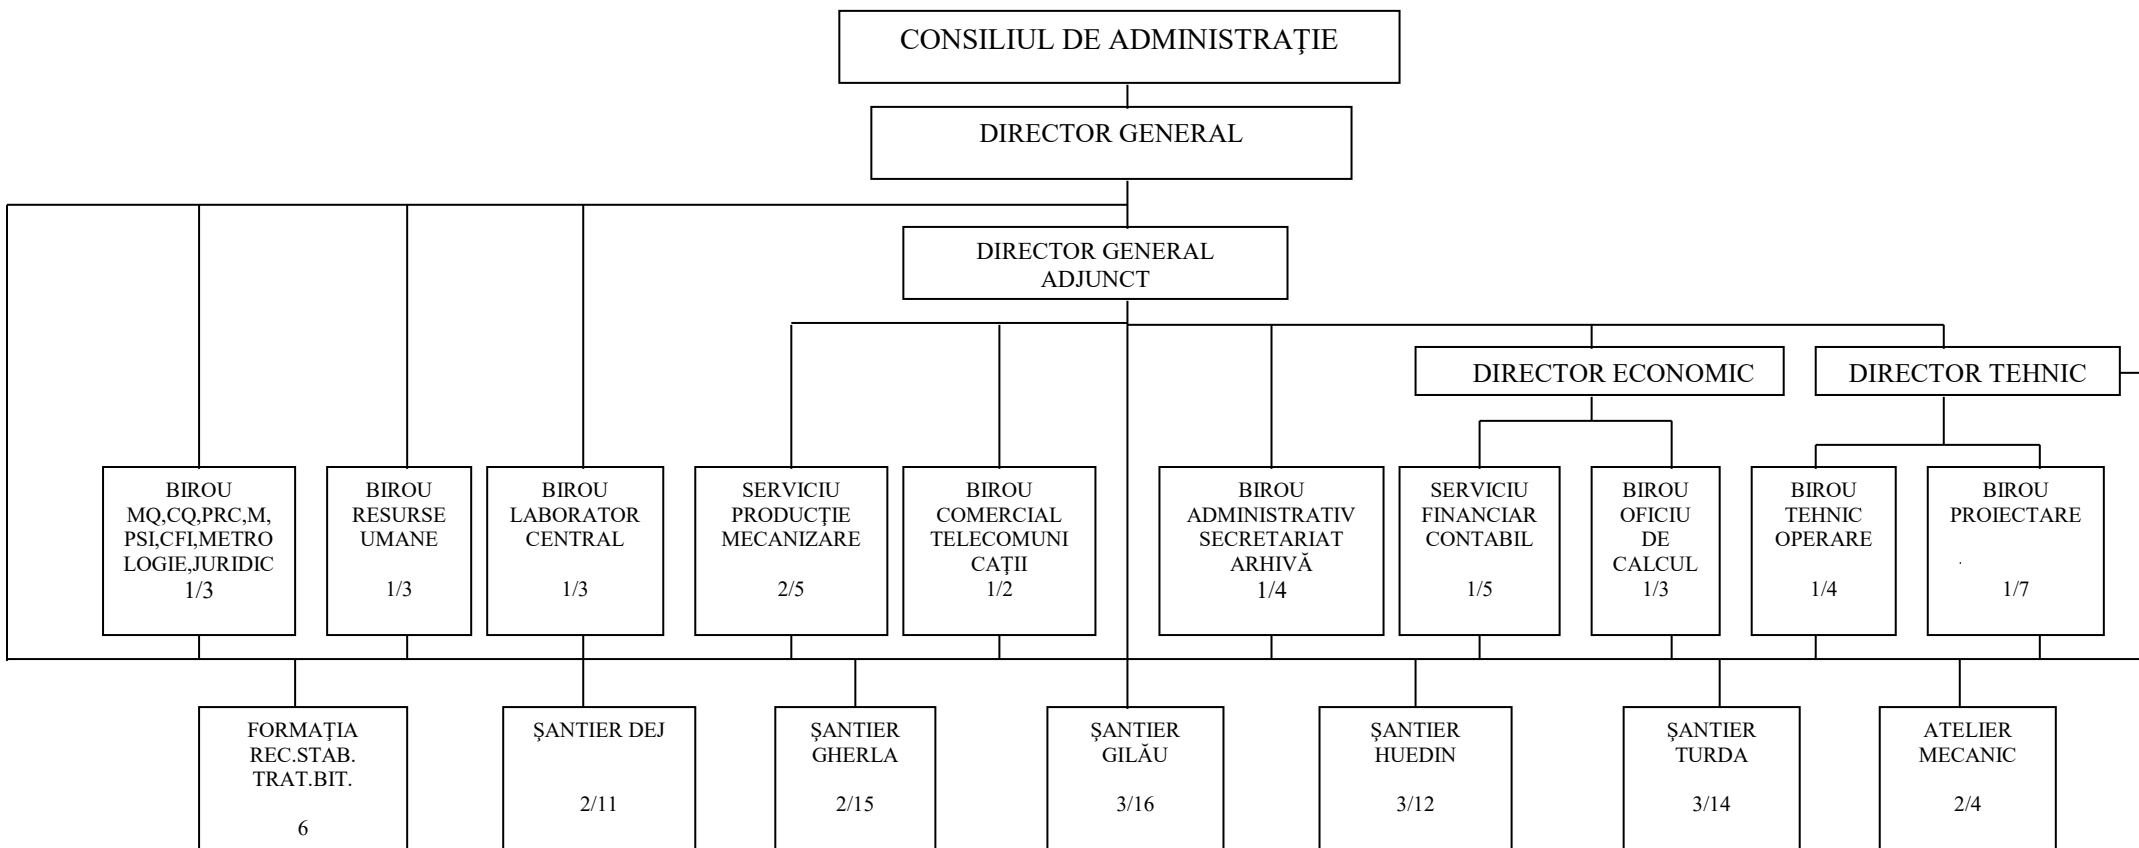 CONSILIUL DE ADMINISTRAŢIE
DIRECTOR GENERAL
DIRECTOR GENERAL
ADJUNCT
DIRECTOR ECONOMIC
DIRECTOR TEHNIC
BIROU
MQ,CQ,PRC,M,
PSI,CFI,METRO
LOGIE,JURIDIC
1/3
BIROU
RESURSE
UMANE
1/3
BIROU
LABORATOR
CENTRAL
1/3
SERVICIU
PRODUCŢIE
MECANIZARE
2/5
BIROU
COMERCIAL
TELECOMUNI
CAŢII
1/2
BIROU
ADMINISTRATIV
SECRETARIAT
ARHIVĂ
1/4
SERVICIU
FINANCIAR
CONTABIL
1/5
BIROU
OFICIU
DE
CALCUL
1/3
BIROU
TEHNIC
OPERARE
1/4
BIROU
PROIECTARE
.
1/7
FORMAŢIA
REC.STAB.
TRAT.BIT.
6
ŞANTIER DEJ
2/11
ŞANTIER
GHERLA
2/15
ŞANTIER
GILĂU
3/16
ŞANTIER
HUEDIN
3/12
ŞANTIER
TURDA
3/14
ATELIER
MECANIC
2/4